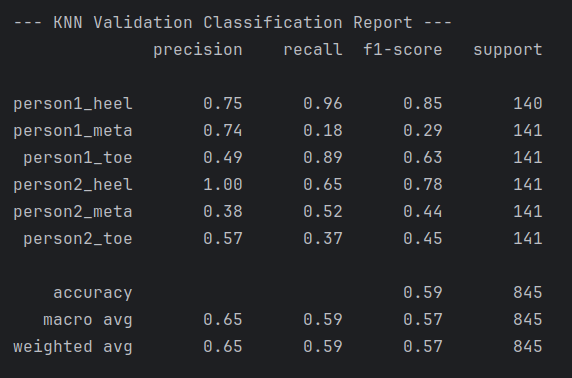 --- KNN Validation Classification Report ---
precision recall f1-score support
person1_heel 0.75 0.96 0.85 140
person1_meta 0.74 0.18 0.29 141
person1_toe 0.49 0.89 0.63 141
person2_heel 1.00 0.65 0.78 141
person2_meta 0.38 0.52 0.44 141
person2_toe 0.57 0.37 0.45 141
accuracy 0.59 845
macro avg 0.65 0.59 0.57 845
weighted avg 0.65 0.59 0.57 845